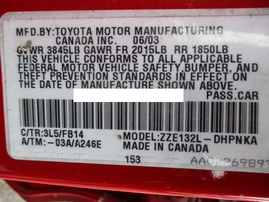 MFD.BY:TOYOTA MOTOR MANUFACTURING
CANADA INC. 06/03
GVWR 3845LB GAWR FR 2015LB RR 1850LB
THIS VEHICLE CONFORMS TO ALL APPLICABLE
FEDERAL MOTOR VEHICLE SAFETY, BUMPER, AND
THEFT PREVENTION STANDARDS IN EFFECT ON
THE DATE OF MANUFACTURE SHOWN ABOVE.
PASS.CAR
C/TR:3L5/FB14
MODEL:ZZE132L-DHPNKA
A/TM:-03A/A246E
MADE IN CANADA
153